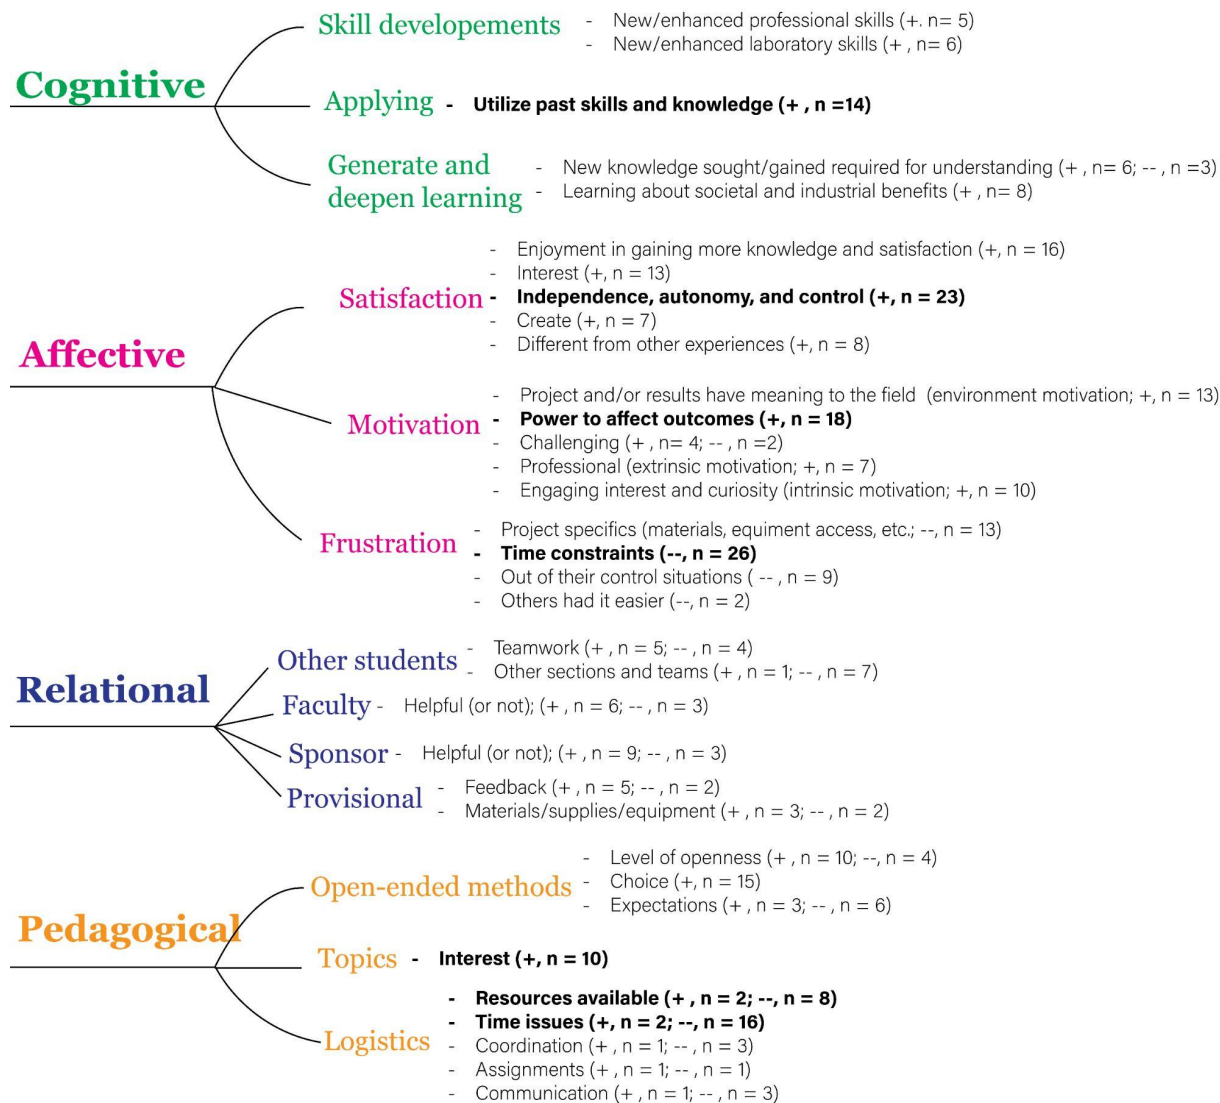 Cognitive
Skill developements
- New/enhanced professional skills (+. n= 5)
- New/enhanced laboratory skills (+ , n= 6)
Applying
- Utilize past skills and knowledge (+ , n =14)
Generate and
deepen learning
- New knowledge sought/gained required for understanding (+ , n= 6; -- , n =3)
- Learning about societal and industrial benefits (+ , n= 8)
Affective
Satisfaction
- Enjoyment in gaining more knowledge and satisfaction (+, n = 16)
- Interest (+, n = 13)
- Independence, autonomy, and control (+, n = 23)
- Create (+, n = 7)
- Different from other experiences (+, n = 8)
Motivation
- Project and/or results have meaning to the field (environment motivation; +, n = 13)
- Power to affect outcomes (+, n = 18)
- Challenging (+ , n= 4; -- , n =2)
- Professional (extrinsic motivation; +, n = 7)
- Engaging interest and curiosity (intrinsic motivation; +, n = 10)
Frustration
- Project specifics (materials, equiment access, etc.; --, n = 13)
- Time constraints (--, n = 26)
- Out of their control situations ( -- , n = 9)
- Others had it easier (--, n = 2)
Relational
Other students
- Teamwork (+ , n = 5; -- , n = 4)
- Other sections and teams (+ , n = 1; -- , n = 7)
Faculty - Helpful (or not); (+ , n = 6; -- , n = 3)
Sponsor - Helpful (or not); (+ , n = 9; -- , n = 3)
Provisional
- Feedback (+ , n = 5; -- , n = 2)
- Materials/supplies/equipment (+ , n = 3; -- , n = 2)
Pedagogical
Open-ended methods
- Level of openness (+ , n = 10; --, n = 4)
- Choice (+, n = 15)
- Expectations (+ , n = 3; -- , n = 6)
Topics - Interest (+, n = 10)
Logistics
- Resources available (+ , n = 2; --, n = 8)
- Time issues (+, n = 2; --, n = 16)
- Coordination (+ , n = 1; -- , n = 3)
- Assignments (+ , n = 1; -- , n = 1)
- Communication (+ , n = 1; -- , n = 3)